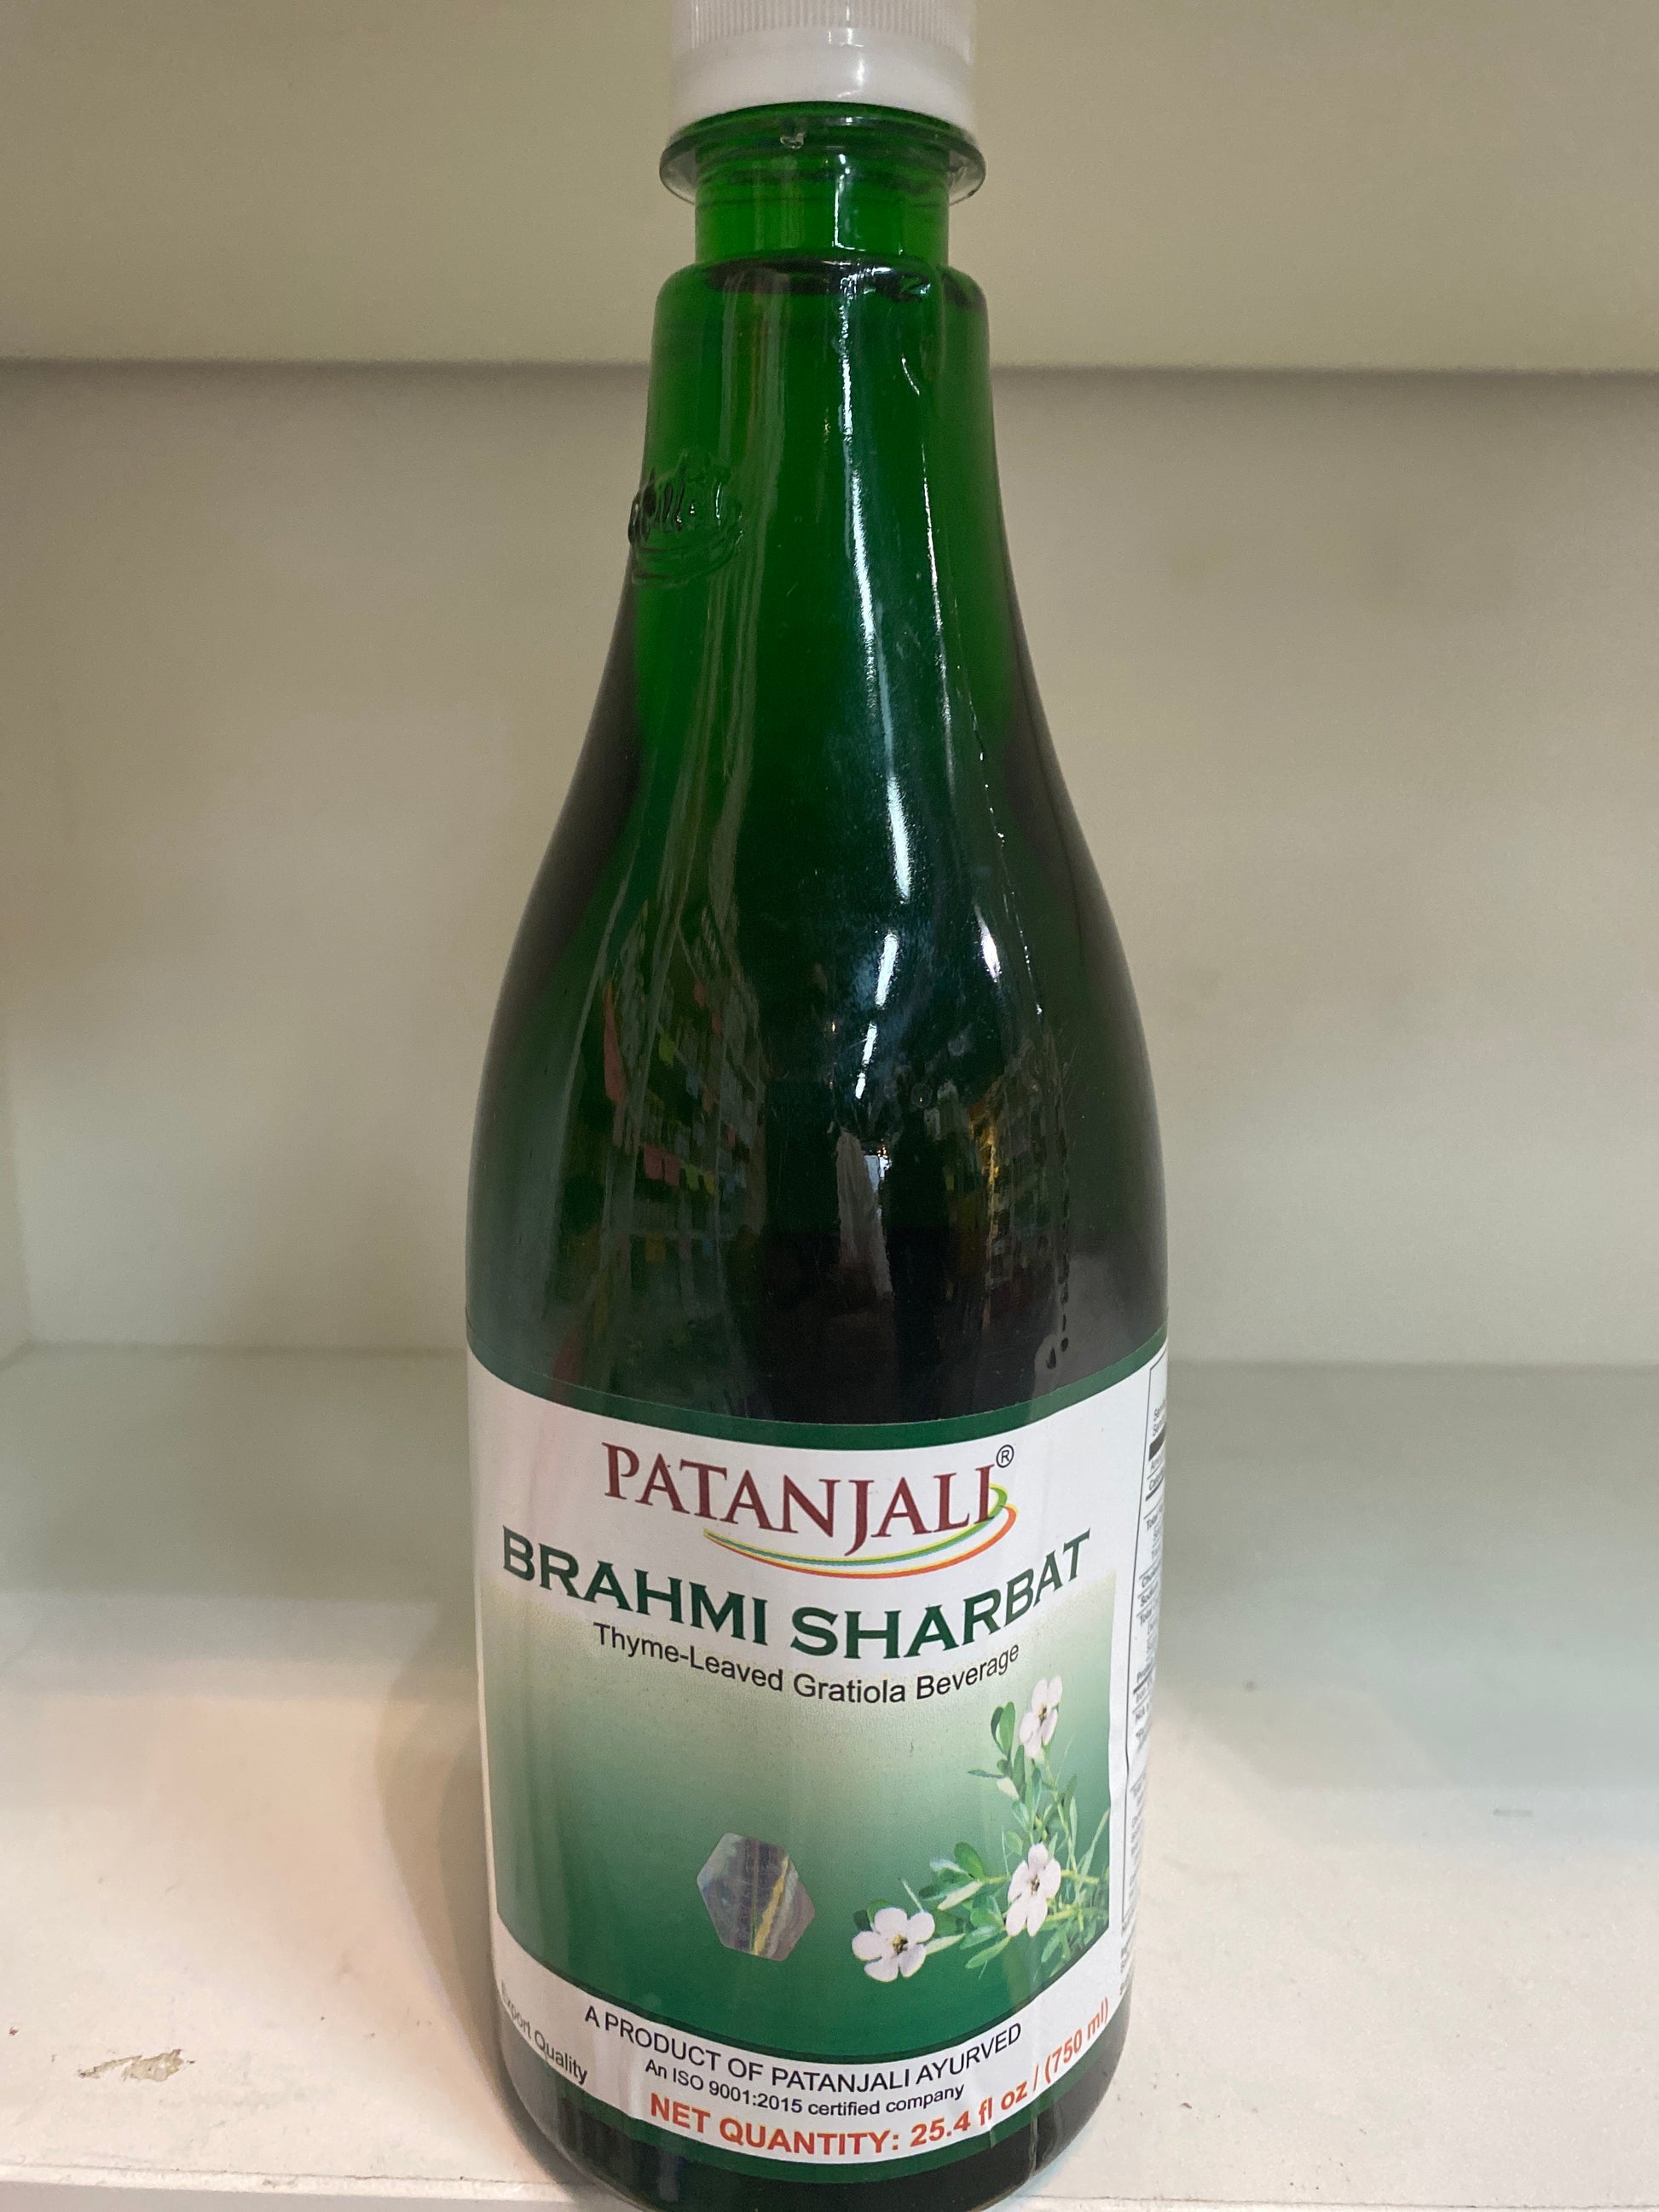 PATANJALI®
BRAHMI SHARBAT
Thyme-Leaved Gratiola Beverage
A PRODUCT OF PATANJALI AYURVED
An ISO 9001:2015 certified company
Export Quality
NET QUANTITY: 25.4 fl oz / (750 ml)